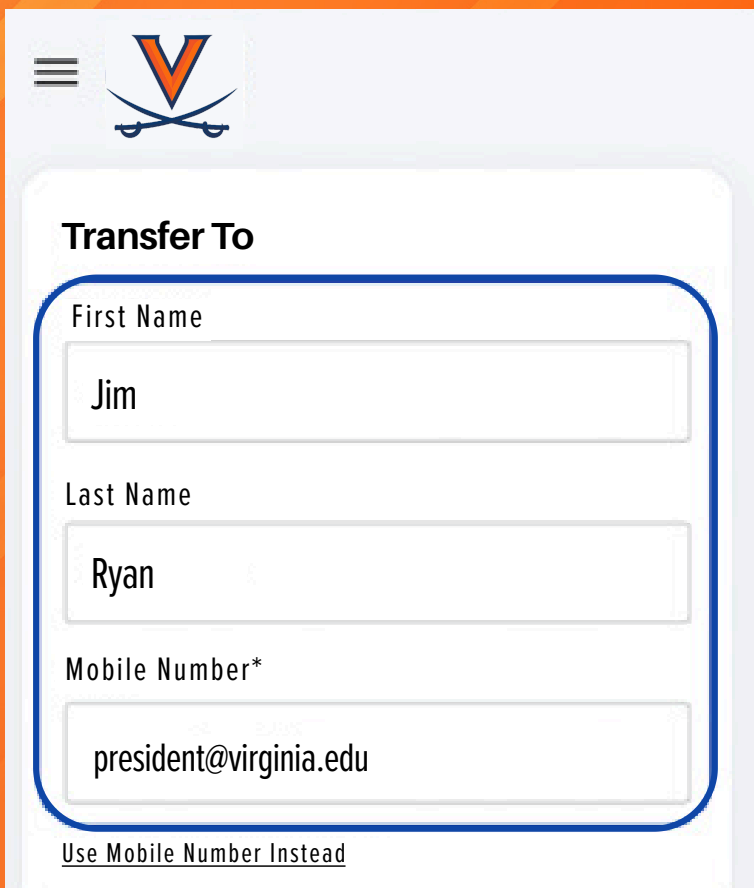 Transfer To
First Name
Jim
Last Name
Ryan
Mobile Number*
president@virginia.edu
Use Mobile Number Instead